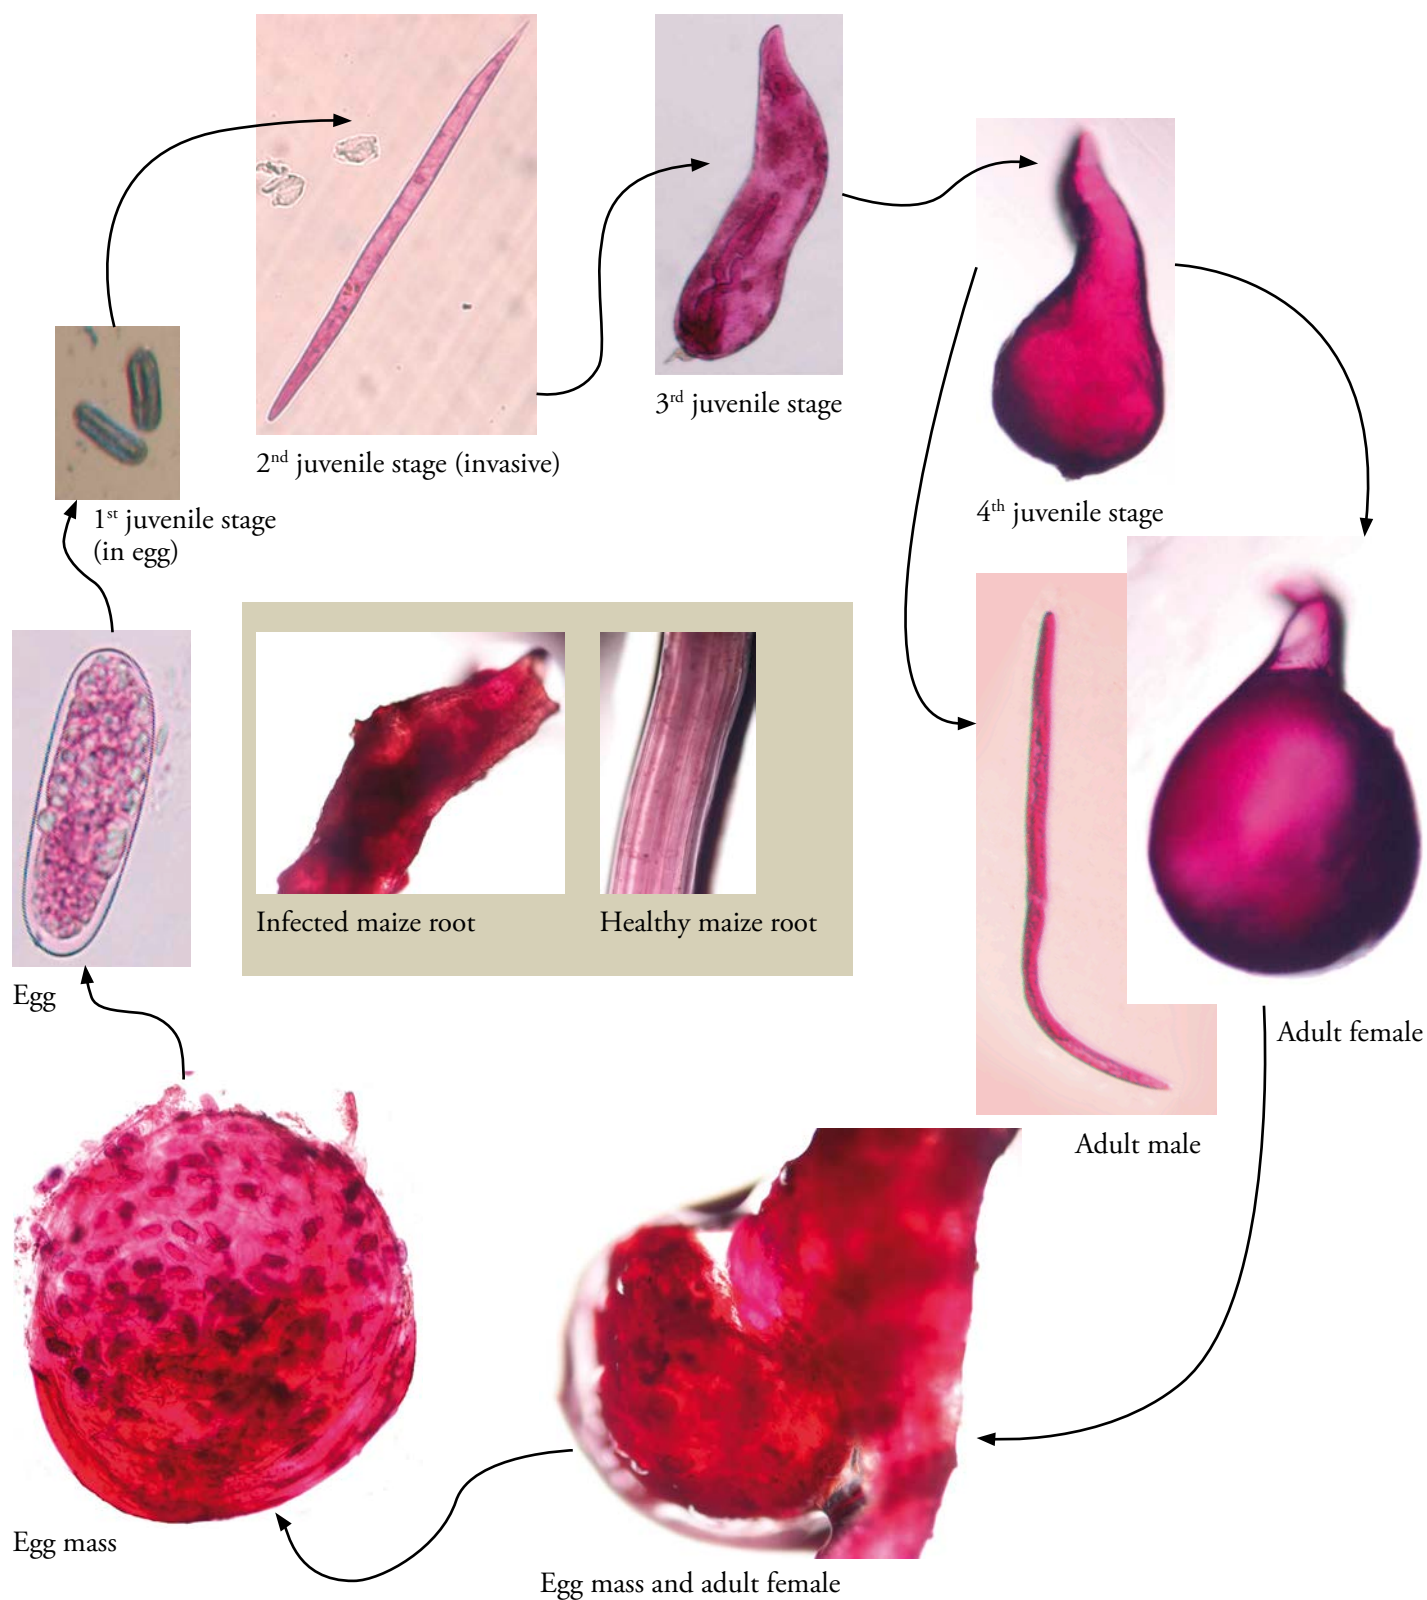 2nd juvenile stage (invasive)
3rd juvenile stage
4th juvenile stage
1st juvenile stage
(in egg)
Infected maize root
Healthy maize root
Egg
Adult female
Adult male
Egg mass
Egg mass and adult female